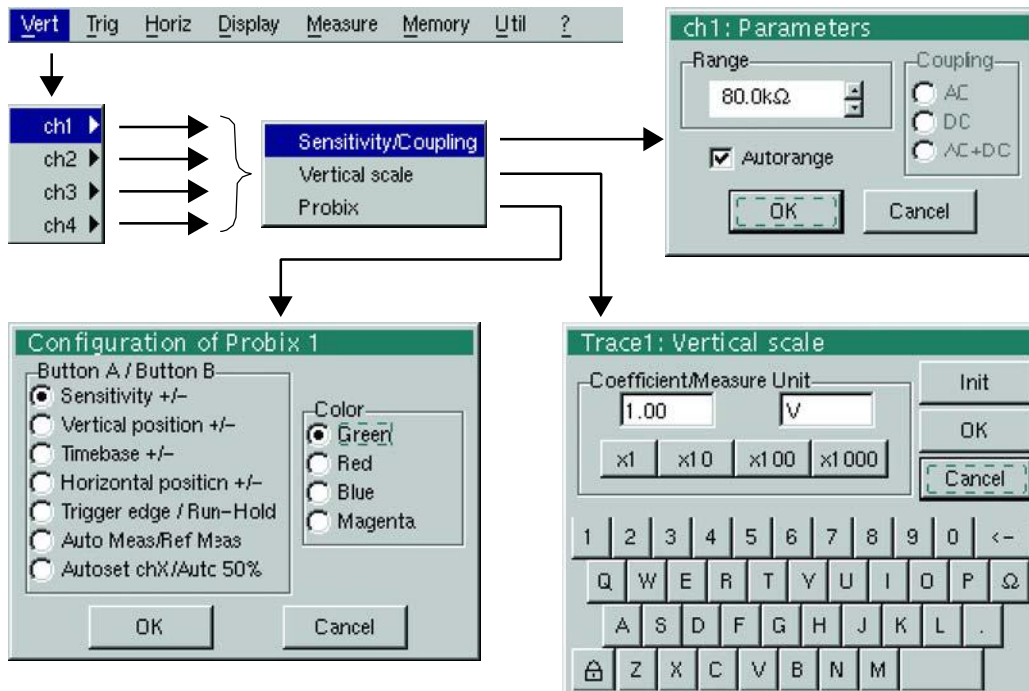 Vert Trig Horiz Display Measure Memory Util ?
ch1
ch2
ch3
ch4
Sensitivity/Coupling
Vertical scale
Probix
ch1: Parameters
Range
80.0kΩ
Autorange
Coupling
AC
DC
AC+DC
OK Cancel
Configuration of Probix 1
Button A / Button B
Sensitivity +/-
Vertical position +/-
Timebase +/-
Horizontal position +/-
Trigger edge / Run-Hold
Auto Meas/Ref Meas
Autoset chX/Auto 50%
Color
Green
Red
Blue
Magenta
OK Cancel
Trace1: Vertical scale
Coefficient/Measure Unit
1.00 V
x1 x10 x100 x1000
Init
OK
Cancel
1 2 3 4 5 6 7 8 9 0 <-
Q W E R T Y U I O P Ω
A S D F G H J K L .
Z X C V B N M